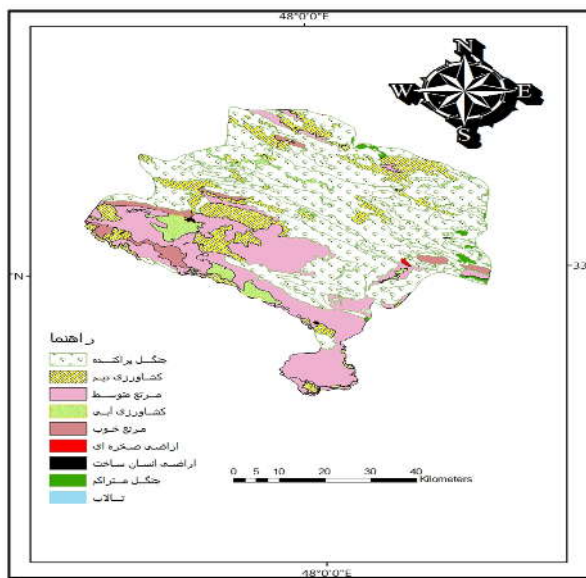 48°0'0"E
N
W E
S
N
33
راهنما
جنگل پراکنده
کشاورزی دیم
مرتع متوسط
کشاورزی آبی
مرتع خوب
اراضی صخره ای
اراضی انسان ساخت
جنگل متراکم
تالاب
0 5 10 20 30 40
Kilometers
48°0'0"E